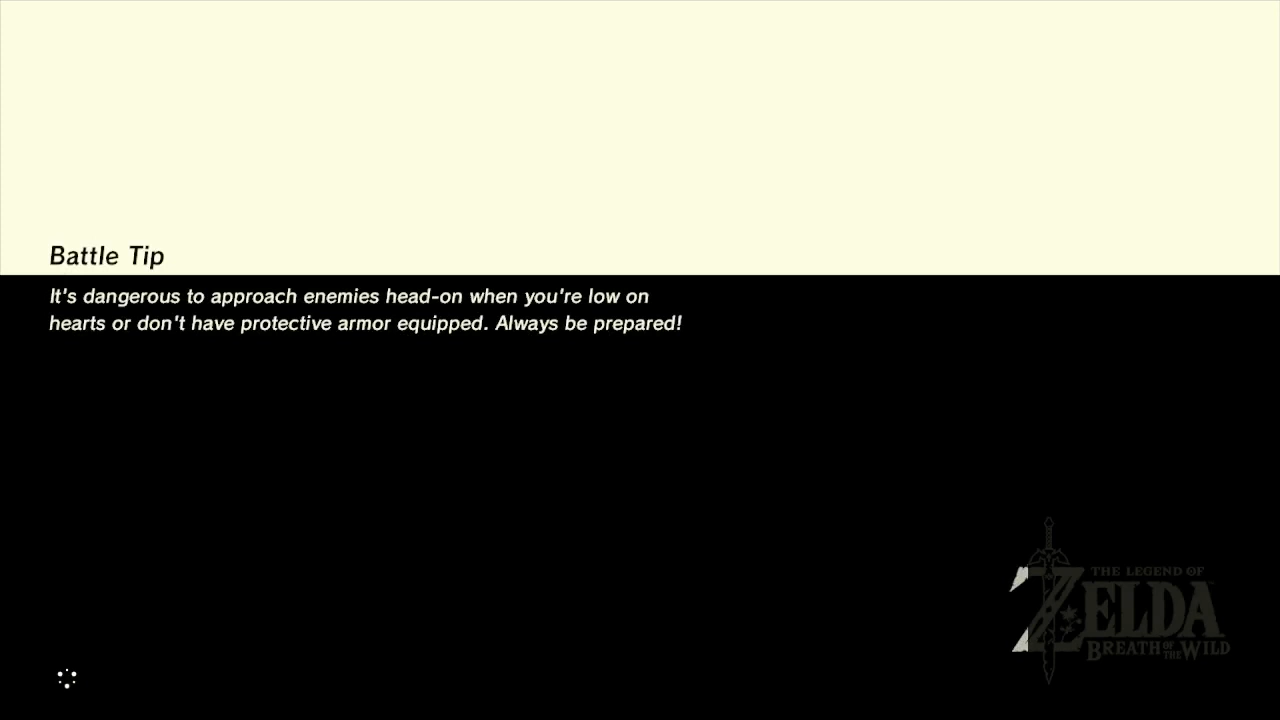 Battle Tip
It's dangerous to approach enemies head-on when you're low on
hearts or don't have protective armor equipped. Always be prepared!
THE LEGEND OF
ZELDA
BREATH OF THE WILD